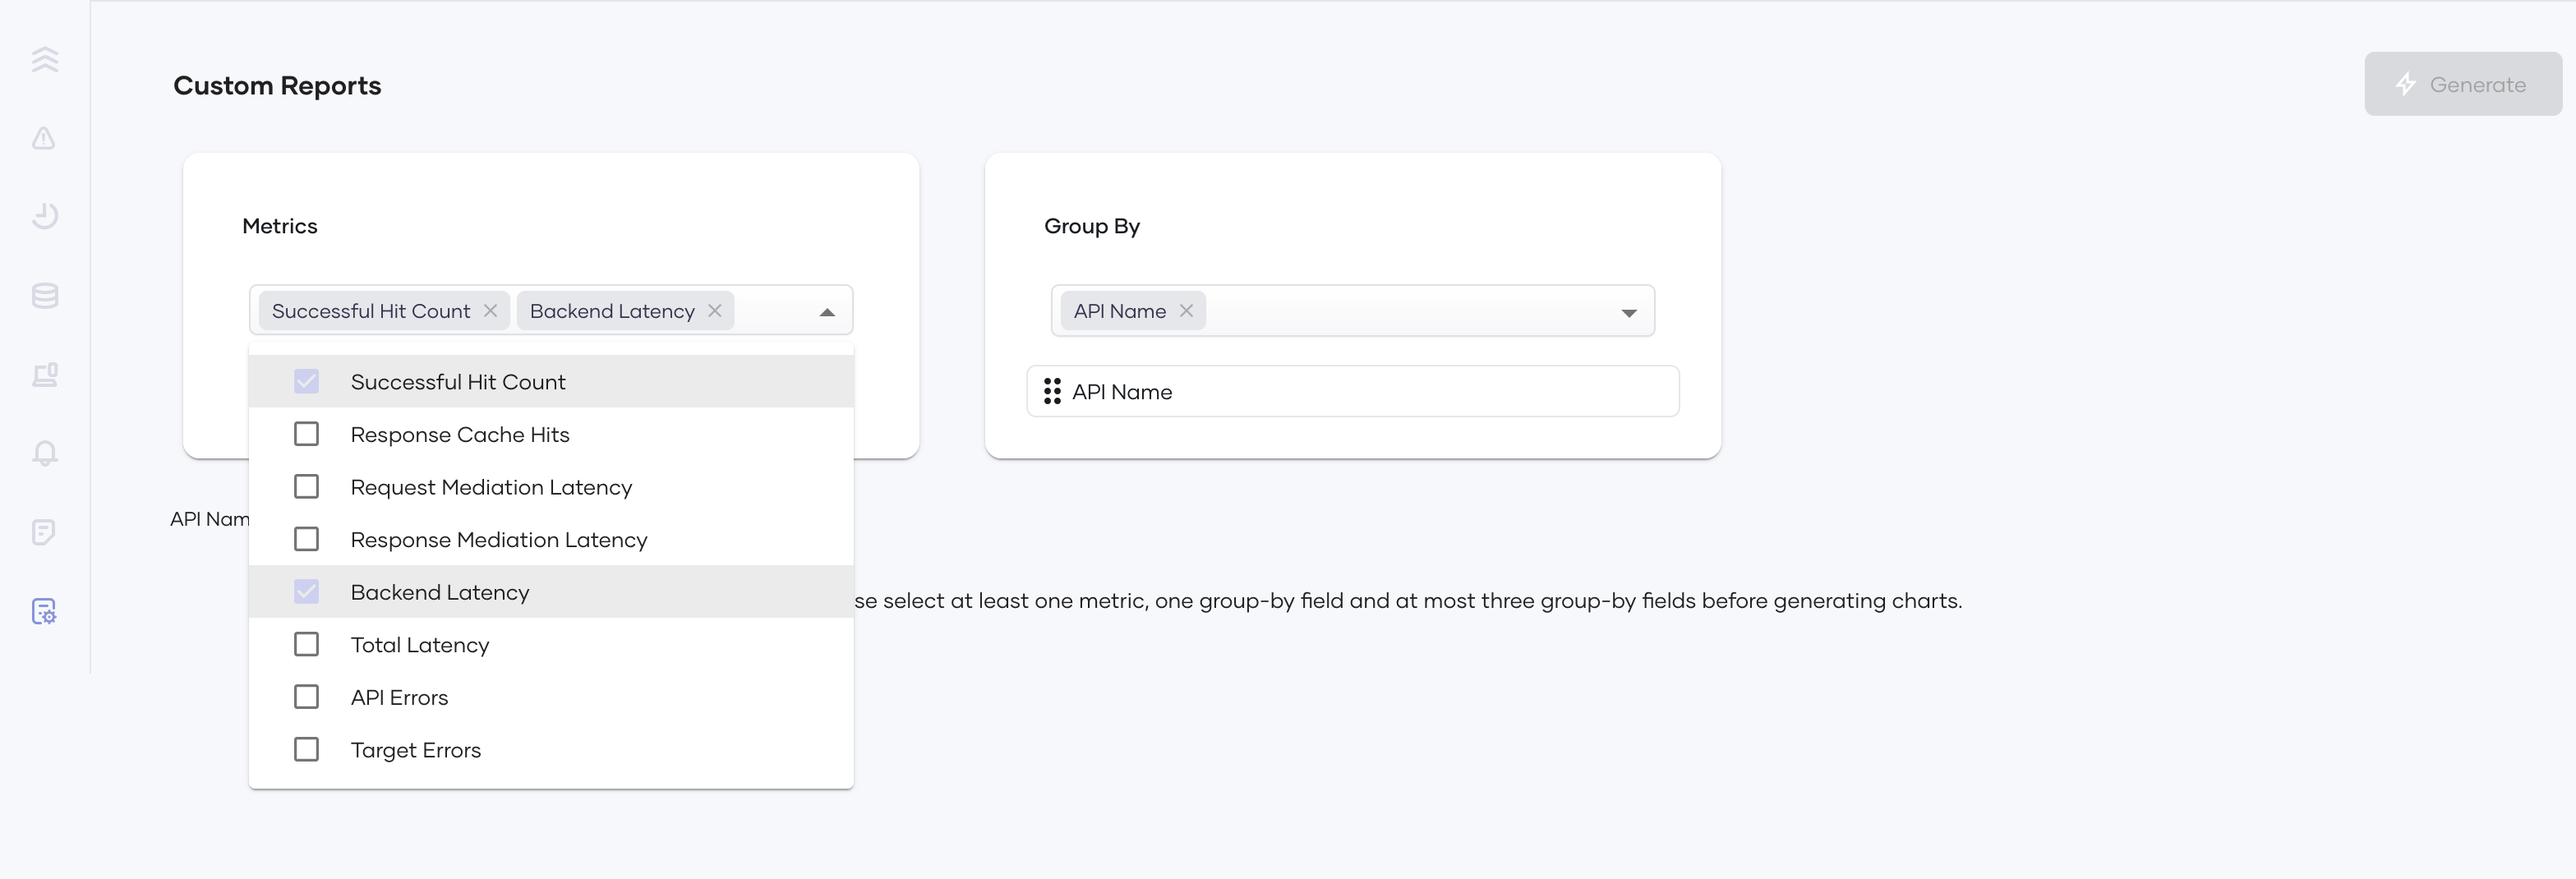 Custom Reports
Generate
Metrics
Successful Hit Count
Backend Latency
Successful Hit Count
Response Cache Hits
Request Mediation Latency
Response Mediation Latency
Backend Latency
Total Latency
API Errors
Target Errors
Group By
API Name
API Name
API
select at least one metric, one group-by field and at most three group-by fields before generating charts.